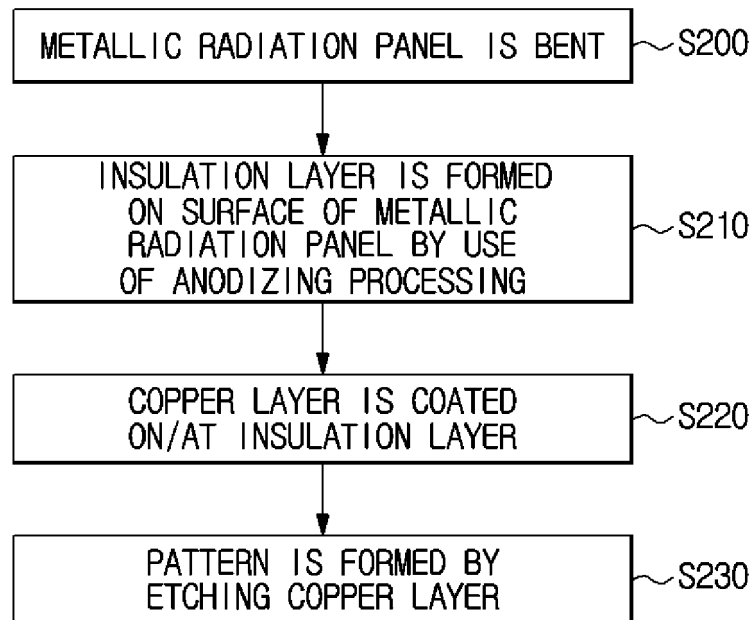 METALLIC RADIATION PANEL IS BENT
S200
INSULATION LAYER IS FORMED
ON SURFACE OF METALLIC
RADIATION PANEL BY USE
OF ANODIZING PROCESSING
S210
COPPER LAYER IS COATED
ON/AT INSULATION LAYER
S220
PATTERN IS FORMED BY
ETCHING COPPER LAYER
S230